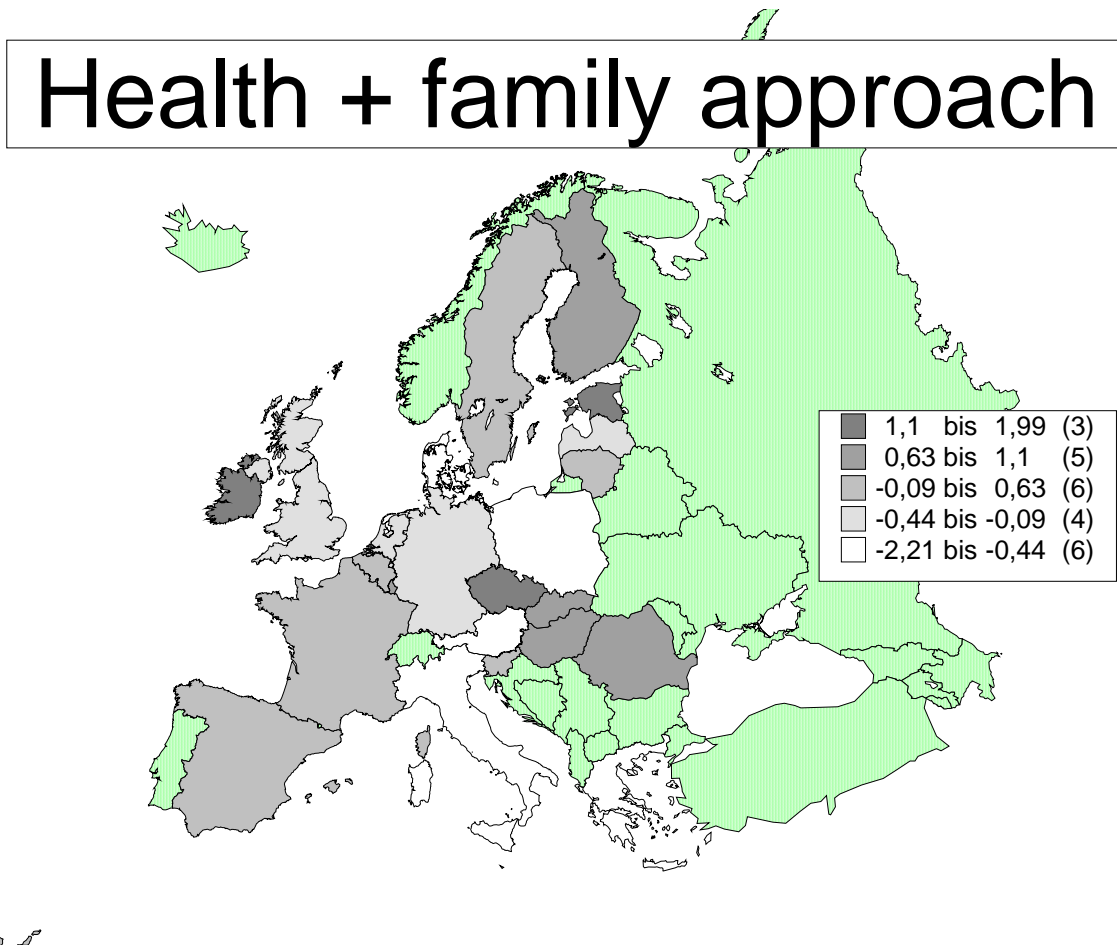 Health + family approach
1,1 bis 1,99 (3)
0,63 bis 1,1 (5)
-0,09 bis 0,63 (6)
-0,44 bis -0,09 (4)
-2,21 bis -0,44 (6)